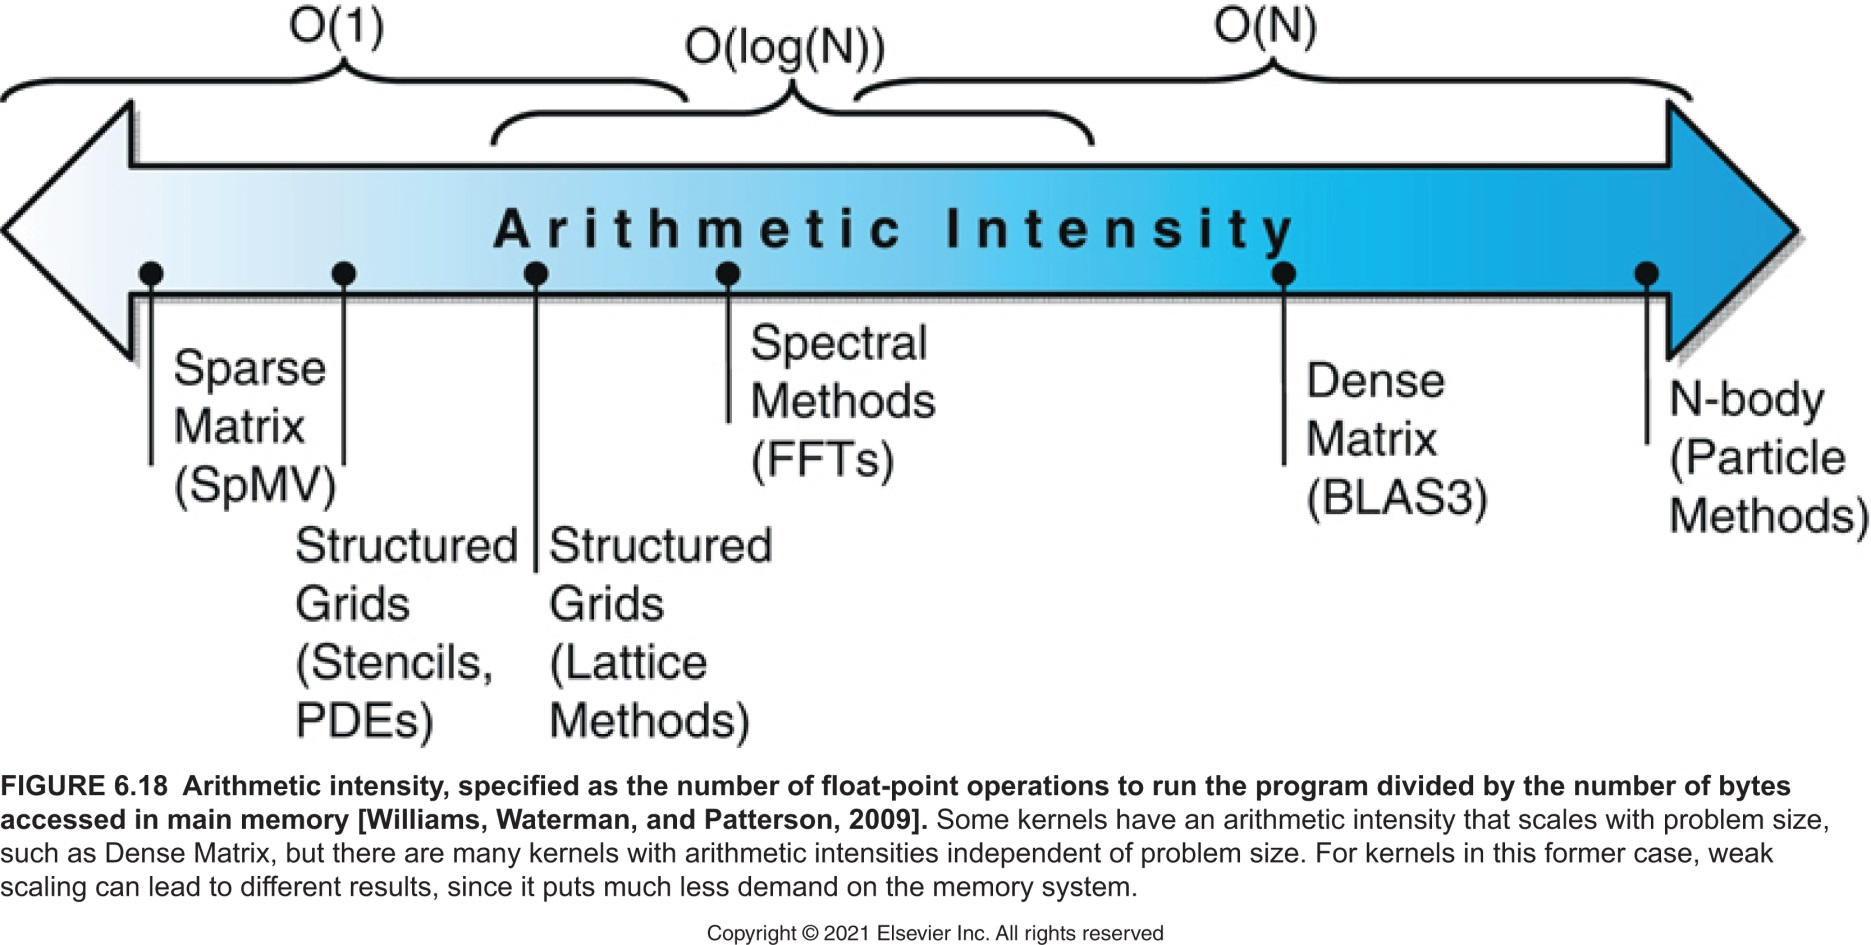 O(1)
O(log(N))
O(N)
Arithmetic Intensity
Sparse
Matrix
(SpMV)
Structured
Grids
(Stencils,
PDEs)
Structured
Grids
(Lattice
Methods)
Spectral
Methods
(FFTs)
Dense
Matrix
(BLAS3)
N-body
(Particle
Methods)
FIGURE 6.18 Arithmetic intensity, specified as the number of float-point operations to run the program divided by the number of bytes
accessed in main memory [Williams, Waterman, and Patterson, 2009]. Some kernels have an arithmetic intensity that scales with problem size,
such as Dense Matrix, but there are many kernels with arithmetic intensities independent of problem size. For kernels in this former case, weak
scaling can lead to different results, since it puts much less demand on the memory system.
Copyright © 2021 Elsevier Inc. All rights reserved